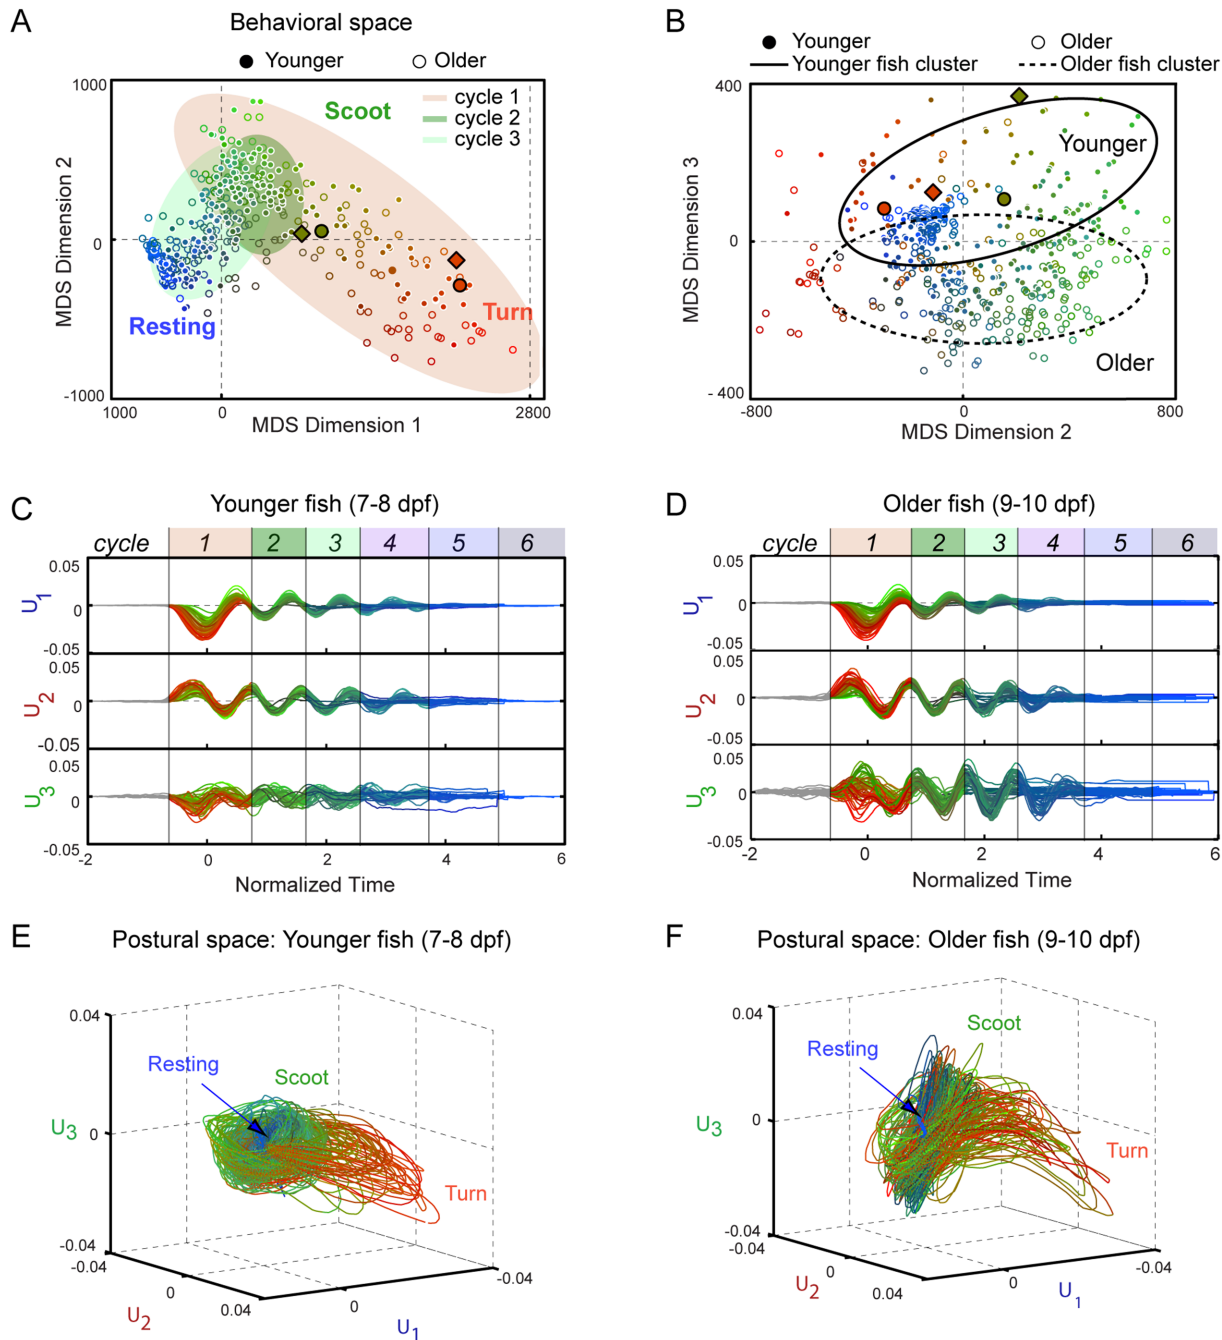 A
Behavioral space
Younger
Older
1000
0
-1000
MDS Dimension 2
cycle 1
cycle 2
cycle 3
Scoot
Resting
Turn
1000
0
2800
MDS Dimension 1
B
Younger
Older
Younger fish cluster
Older fish cluster
400
0
- 400
MDS Dimension 3
Younger
Older
-800
0
800
MDS Dimension 2
C
Younger fish (7-8 dpf)
cycle
1
2
3
4
5
6
0.05
0
-0.05
U1
0.05
0
-0.05
U2
0.05
0
-0.05
U3
-2
0
2
4
6
Normalized Time
D
Older fish (9-10 dpf)
cycle
1
2
3
4
5
6
0.05
0
-0.05
U1
0.05
0
-0.05
U2
0.05
0
-0.05
U3
-2
0
2
4
6
Normalized Time
E
Postural space: Younger fish (7-8 dpf)
0.04
0
-0.04
U3
Resting
Scoot
Turn
-0.04
0
0.04
U2
0
-0.04
U1
F
Postural space: Older fish (9-10 dpf)
0.04
0
-0.04
U3
Resting
Scoot
Turn
-0.04
0
0.04
U2
0
-0.04
U1